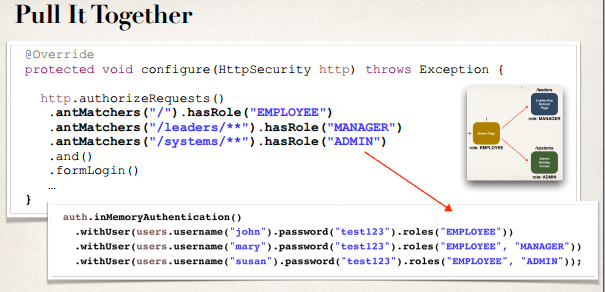 Pull It Together
@Override
protected void configure(HttpSecurity http) throws Exception {
http.authorizeRequests()
.antMatchers("/").hasRole("EMPLOYEE")
.antMatchers("/leaders/**").hasRole("MANAGER")
.antMatchers("/systems/**").hasRole("ADMIN")
.and()
.formLogin()
…
}
/leaders
Leadership
Retreat
Page
role: MANAGER
/
Home Page
role: EMPLOYEE
/systems
Admin
Holiday
Cruise
role: ADMIN
auth.inMemoryAuthentication()
.withUser(users.username("john").password("test123").roles("EMPLOYEE"))
.withUser(users.username("mary").password("test123").roles("EMPLOYEE", "MANAGER"))
.withUser(users.username("susan").password("test123").roles("EMPLOYEE", "ADMIN"));